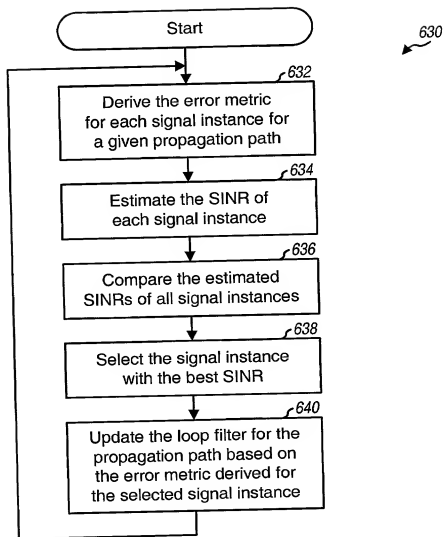 Start
630
632
Derive the error metric
for each signal instance for
a given propagation path
634
Estimate the SINR of
each signal instance
636
Compare the estimated
SINRs of all signal instances
638
Select the signal instance
with the best SINR
640
Update the loop filter for the
propagation path based on
the error metric derived for
the selected signal instance